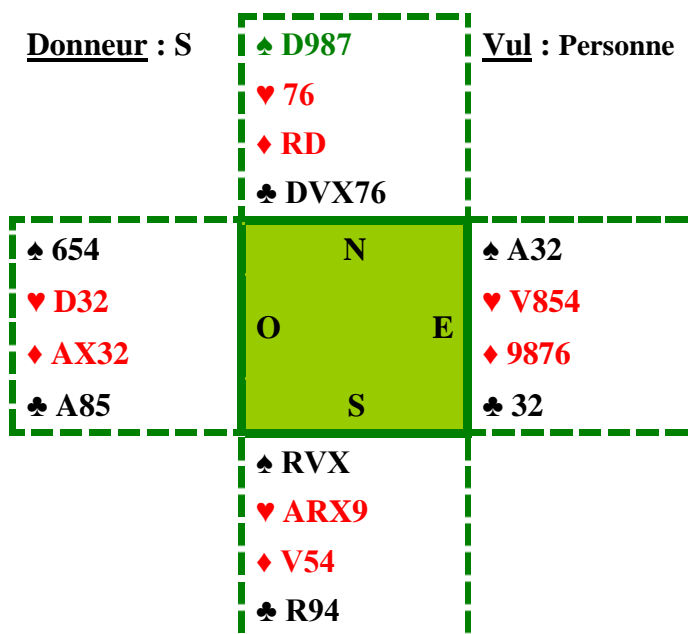 Donneur : S
♠ D987
Vul : Personne
♥ 76
♦ RD
♣ DVX76
♠ 654
N
♠ A32
♥ D32
♥ V854
O
E
♦ AX32
♦ 9876
♣ A85
S
♣ 32
♠ RVX
♥ ARX9
♦ V54
♣ R94